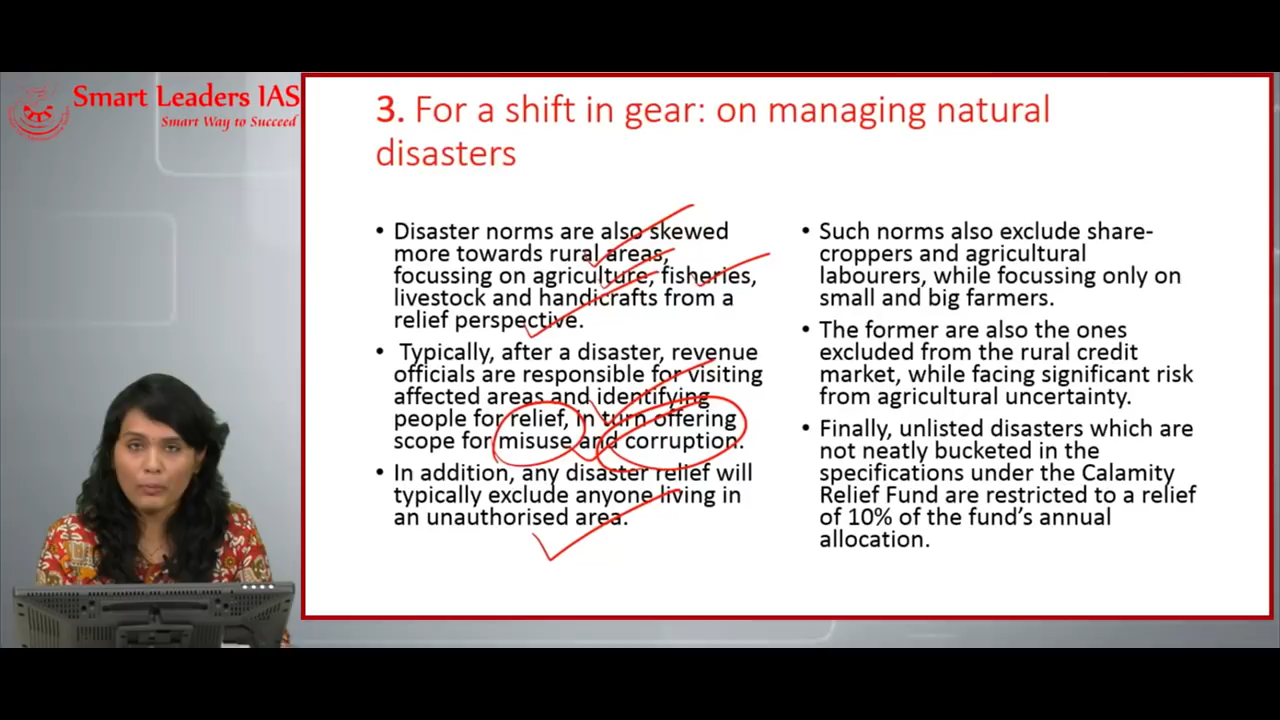 Smart Leaders IAS
Smart Way to Succeed
3. For a shift in gear: on managing natural
disasters
• Disaster norms are also skewed
more towards rural areas,
focussing on agriculture, fisheries,
livestock and handicrafts from a
relief perspective.
• Typically, after a disaster, revenue
officials are responsible for visiting
affected areas and identifying
people for relief, in turn offering
scope for misuse and corruption.
• In addition, any disaster relief will
typically exclude anyone living in
an unauthorised area.
• Such norms also exclude share-
croppers and agricultural
labourers, while focussing only on
small and big farmers.
• The former are also the ones
excluded from the rural credit
market, while facing significant risk
from agricultural uncertainty.
• Finally, unlisted disasters which are
not neatly bucketed in the
specifications under the Calamity
Relief Fund are restricted to a relief
of 10% of the fund's annual
allocation.